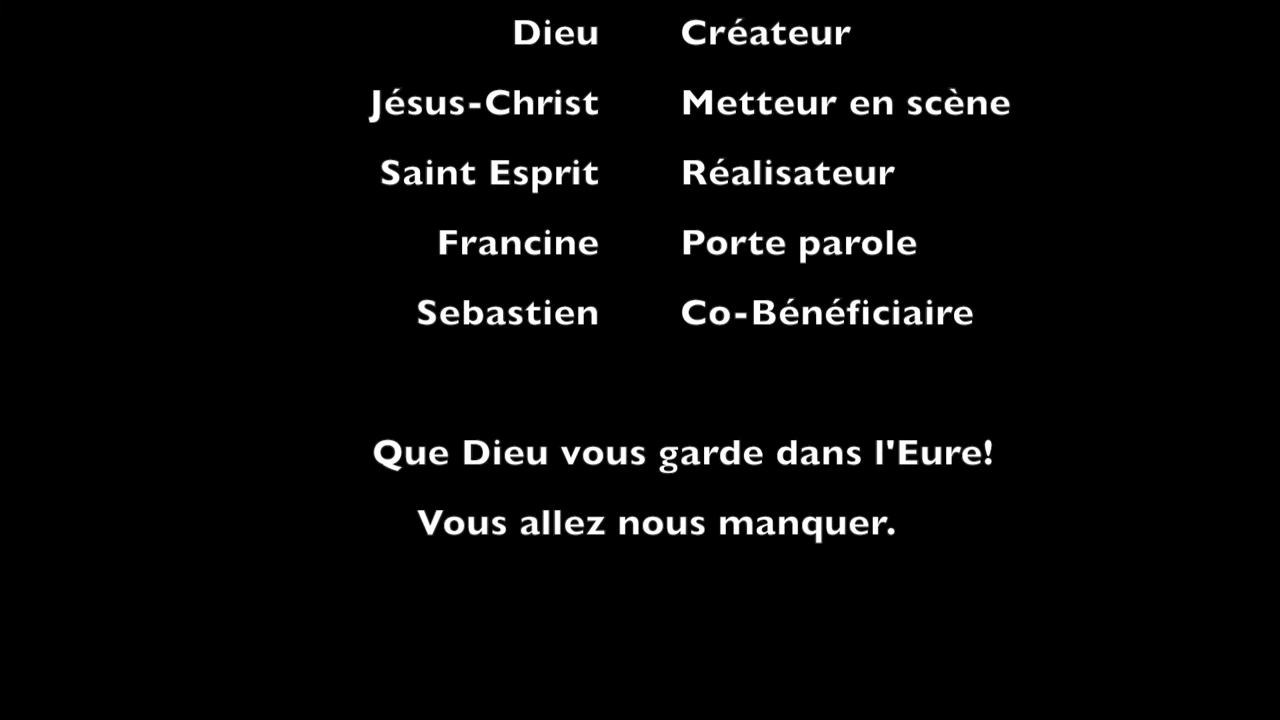 Dieu Créateur
Jésus-Christ Metteur en scène
Saint Esprit Réalisateur
Francine Porte parole
Sebastien Co-Bénéficiaire
Que Dieu vous garde dans l'Eure!
Vous allez nous manquer.